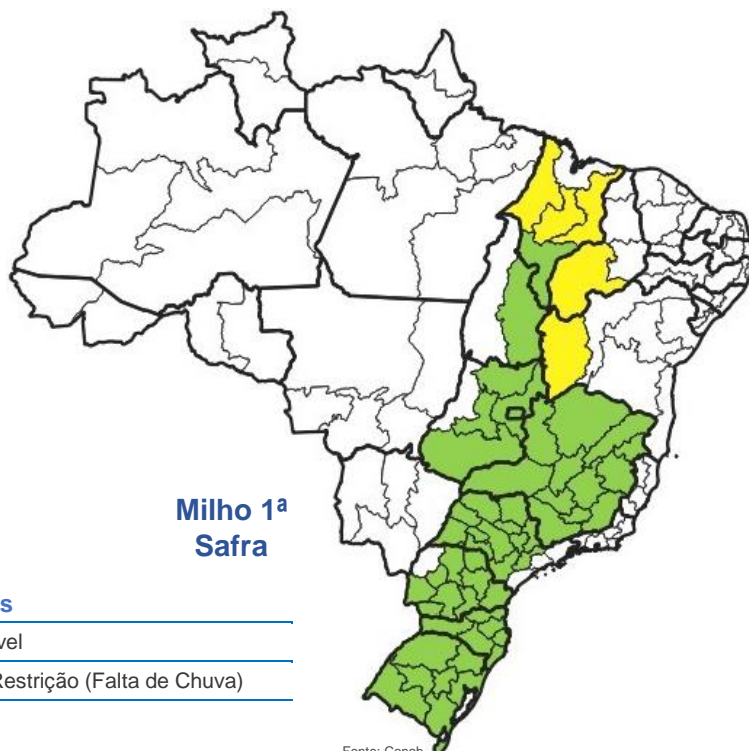 Milho 1ª
Safra
s
vel
Restrição (Falta de Chuva)
Fonte: Conab